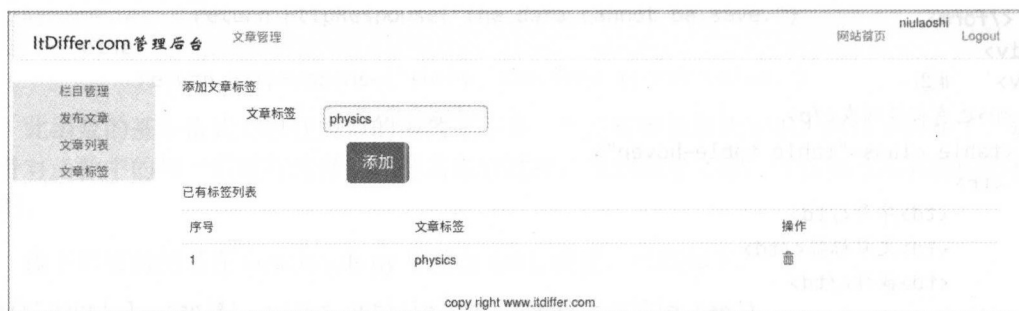 ItDiffer.com管理后台
文章管理
网站首页
niulaoshi
Logout
栏目管理
发布文章
文章列表
文章标签
添加文章标签
文章标签 physics
添加
已有标签列表
序号 文章标签 操作
1 physics
copy right www.itdiffer.com